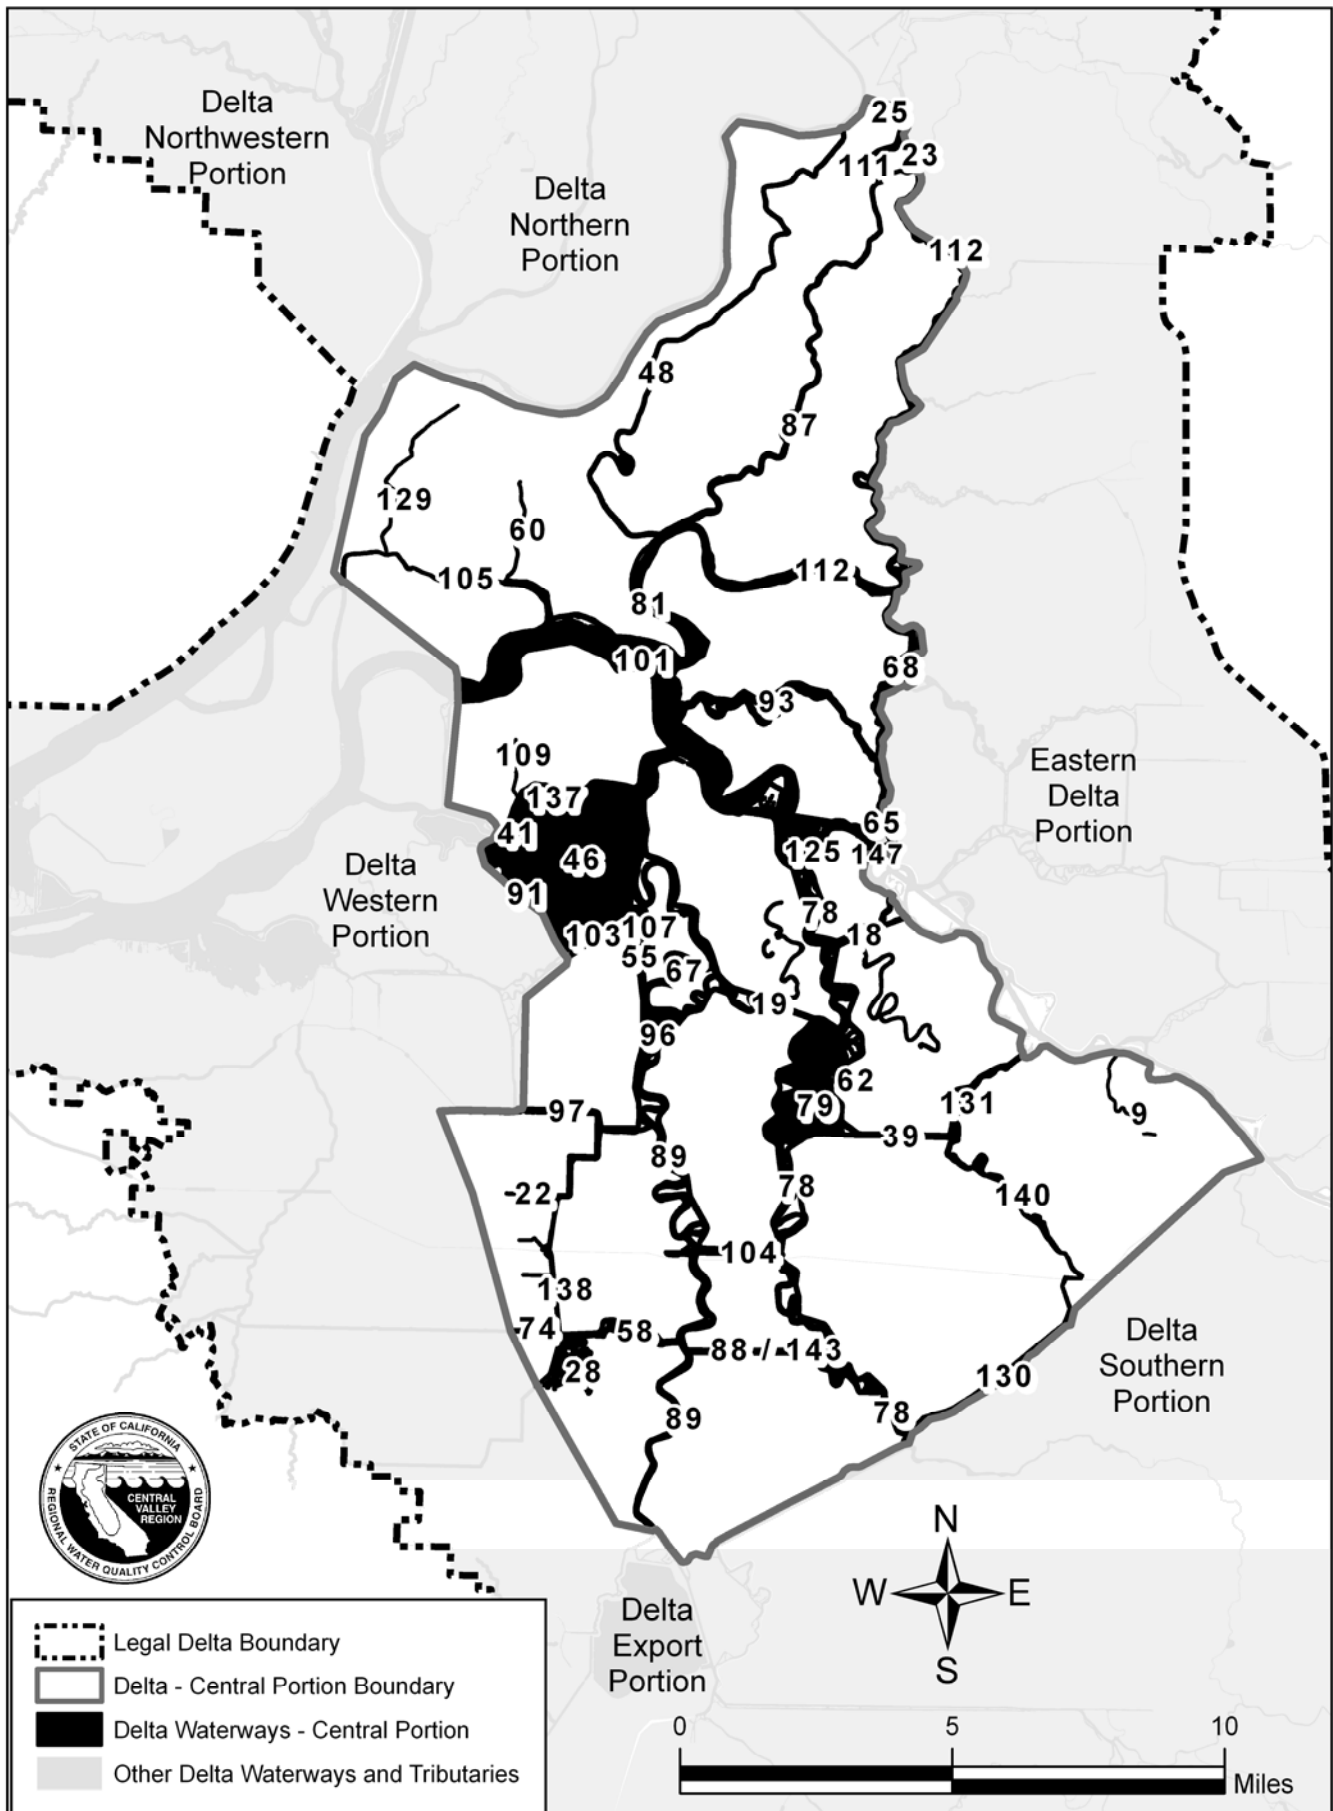 Delta
Northwestern
Portion
Delta
Northern
Portion
25
111
23
112
48
87
129
60
105
112
81
101
68
93
109
137
41
46
91
65
125
147
Eastern
Delta
Portion
Delta
Western
Portion
78
18
103
107
55
67
19
96
62
79
131
9
97
39
89
22
78
140
104
138
74
58
88 / 143
28
130
89
78
Delta
Southern
Portion
STATE OF CALIFORNIA
CENTRAL
VALLEY
REGION
REGIONAL WATER QUALITY CONTROL BOARD
N
W
E
S
Delta
Export
Portion
Legal Delta Boundary
Delta - Central Portion Boundary
Delta Waterways - Central Portion
Other Delta Waterways and Tributaries
0
5
10
Miles